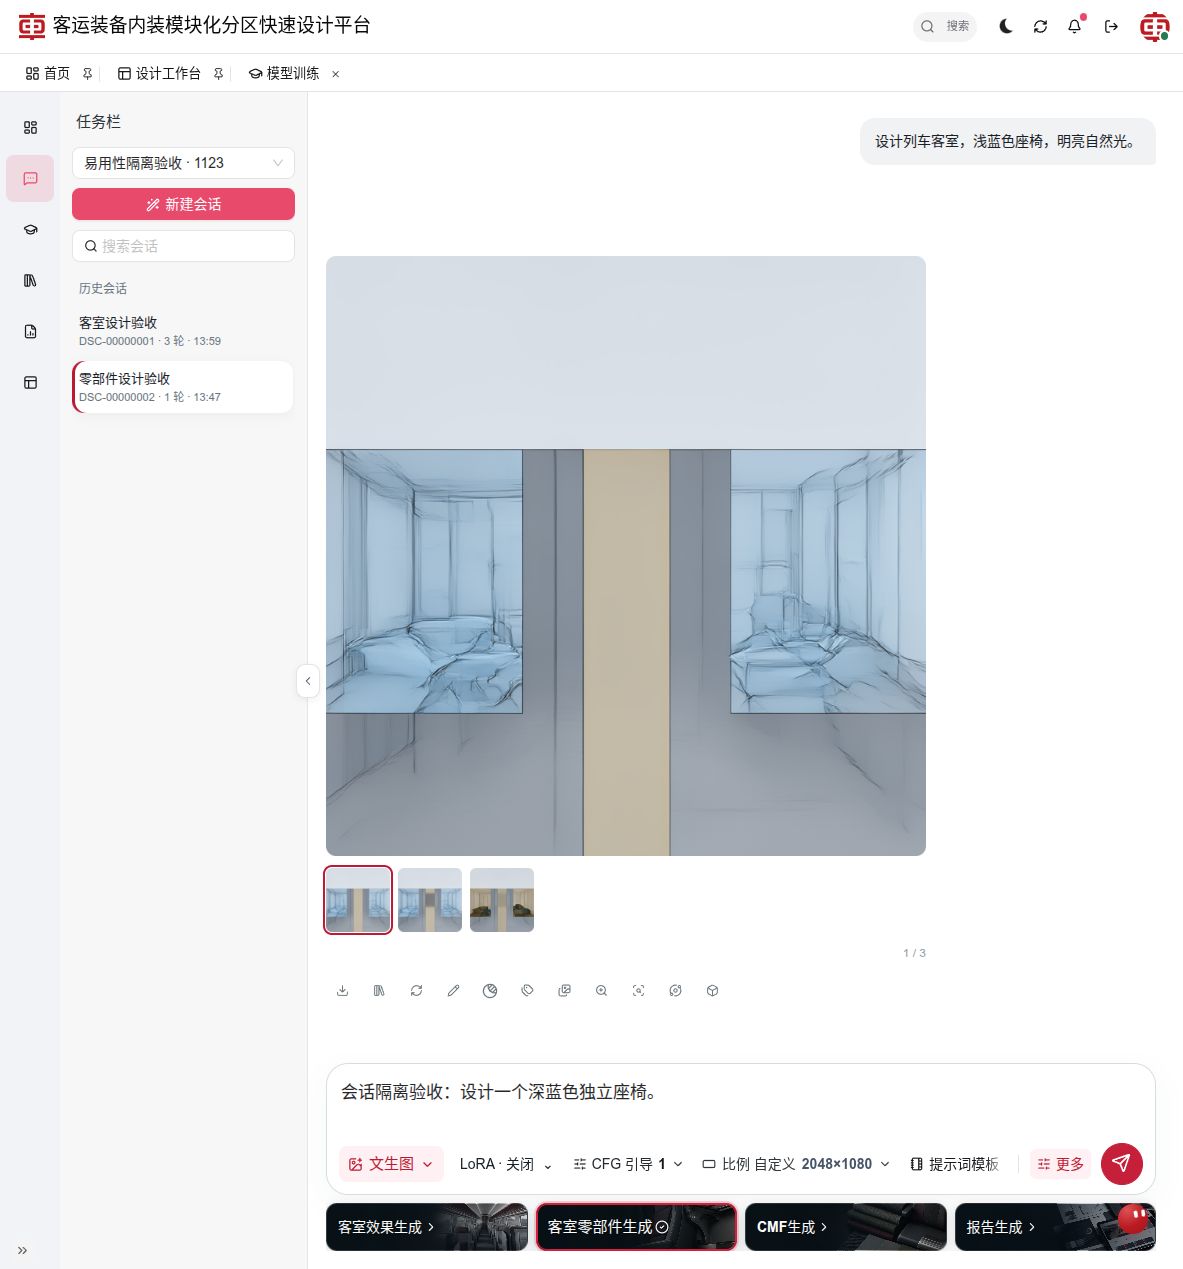 客运装备内装模块化分区快速设计平台
搜索
首页
设计工作台
模型训练
任务栏
易用性隔离验收 · 1123
新建会话
搜索会话
历史会话
客室设计验收
DSC-00000001 · 3 轮 · 13:59
零部件设计验收
DSC-00000002 · 1 轮 · 13:47
设计列车客室，浅蓝色座椅，明亮自然光。
1 / 3
会话隔离验收：设计一个深蓝色独立座椅。
文生图
LoRA · 关闭
CFG 引导 1
比例 自定义 2048×1080
提示词模板
更多
客室效果生成
客室零部件生成
CMF生成
报告生成